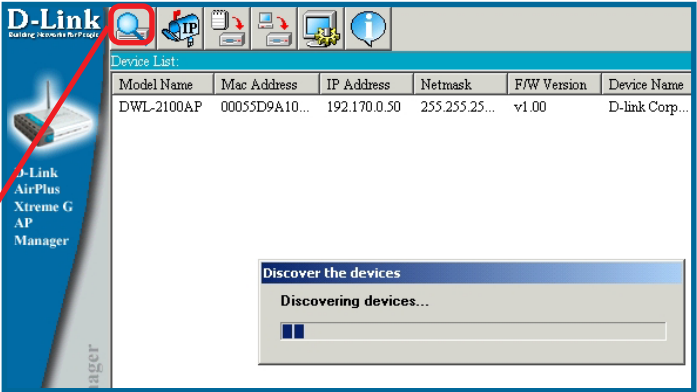 D-Link
Building Networks for People
IP
Device List:
Model Name Mac Address IP Address Netmask F/W Version Device Name
DWL-2100AP 00055D9A10... 192.170.0.50 255.255.25... v1.00 D-link Corp...
D-Link
AirPlus
Xtreme G
AP
Manager
Discover the devices
Discovering devices...
nager